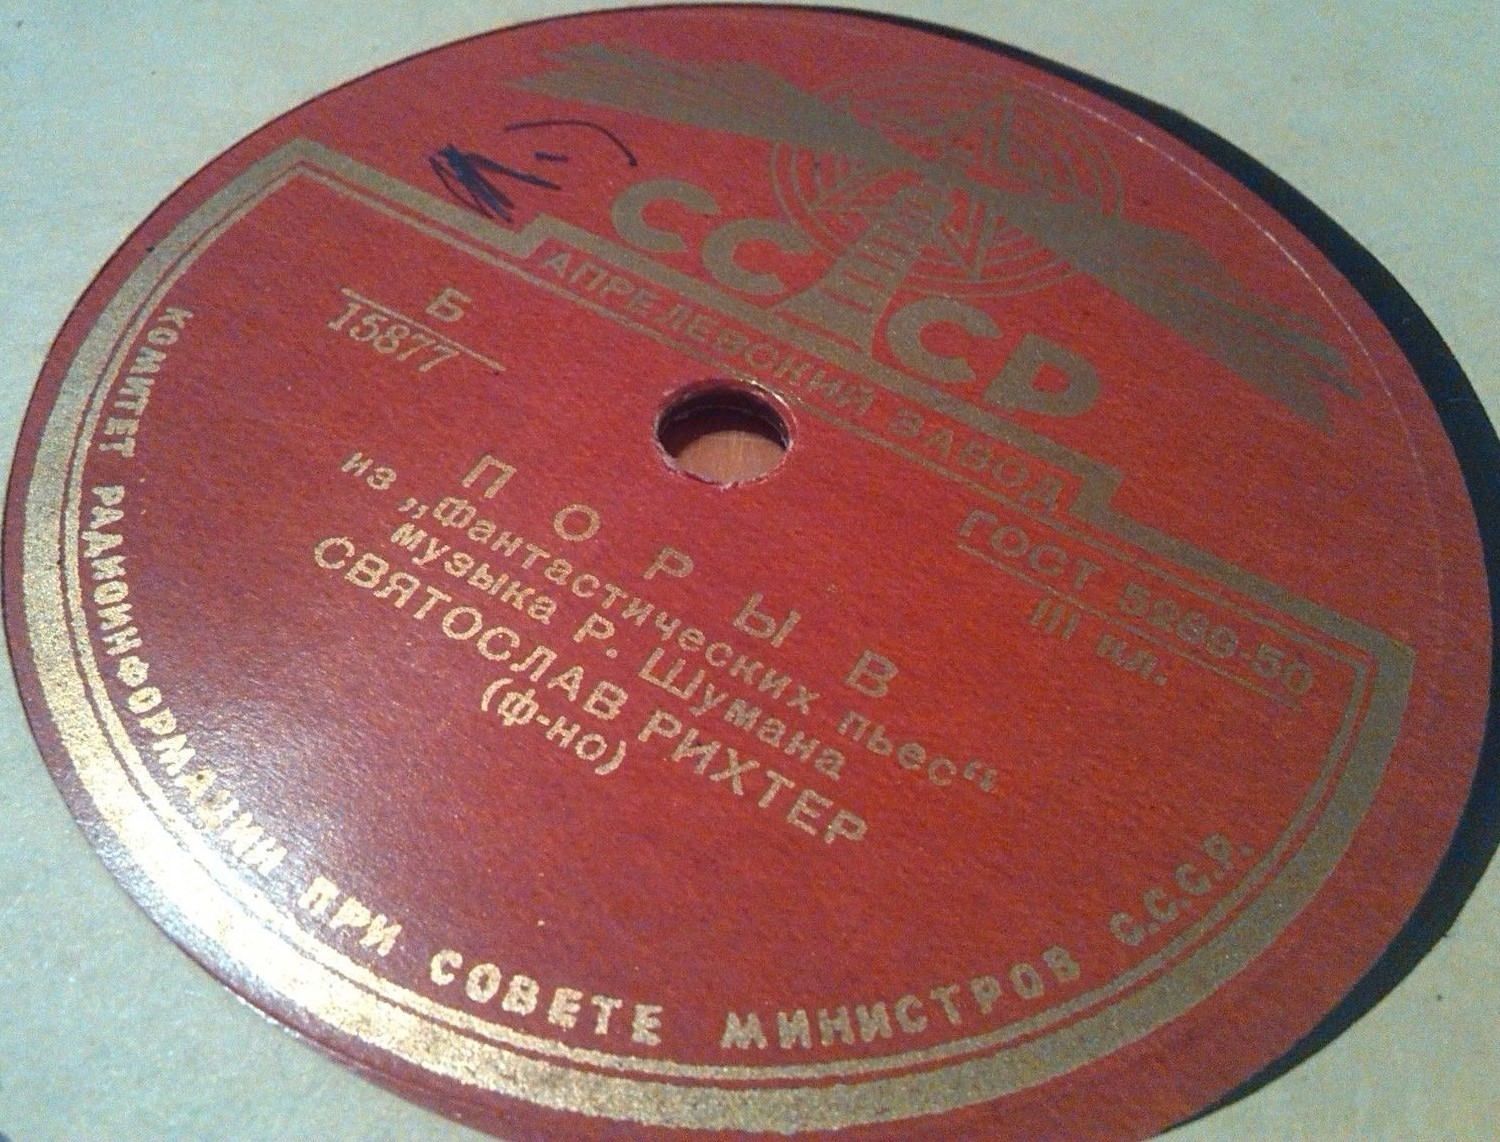 СССР
АПРЕЛЕВСКИЙ ЗАВОД
Б
15877
ГОСТ 5289-50
III кл.
ПОРЫВ
из „Фантастических пьес“
музыка Р. Шумана
СВЯТОСЛАВ РИХТЕР
(ф-но)
КОМИТЕТ РАДИОИНФОРМАЦИИ ПРИ СОВЕТЕ МИНИСТРОВ С.С.С.Р.